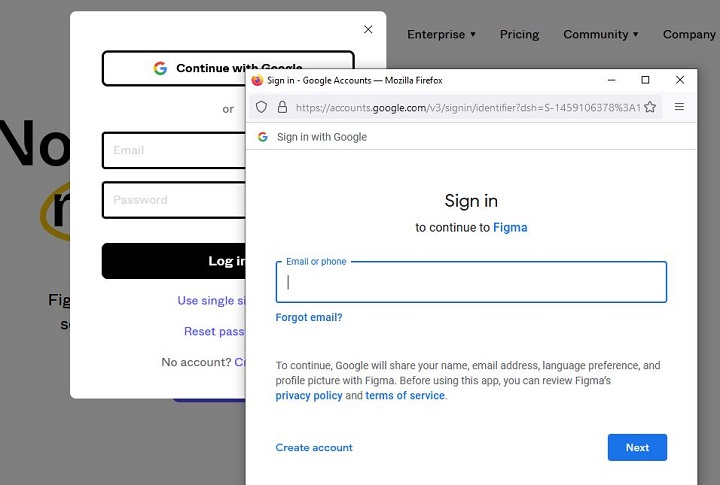 Enterprise ▼ Pricing Community ▼ Company
Continue with Google
or
Email
Password
Log in
Use single si
Reset pass
No account? Cr
No
Fig
Sign in - Google Accounts — Mozilla Firefox
https://accounts.google.com/v3/signin/identifier?dsh=S-1459106378%3A1
Sign in with Google
Sign in
to continue to Figma
Email or phone
Forgot email?
To continue, Google will share your name, email address, language preference, and
profile picture with Figma. Before using this app, you can review Figma's
privacy policy and terms of service.
Create account
Next